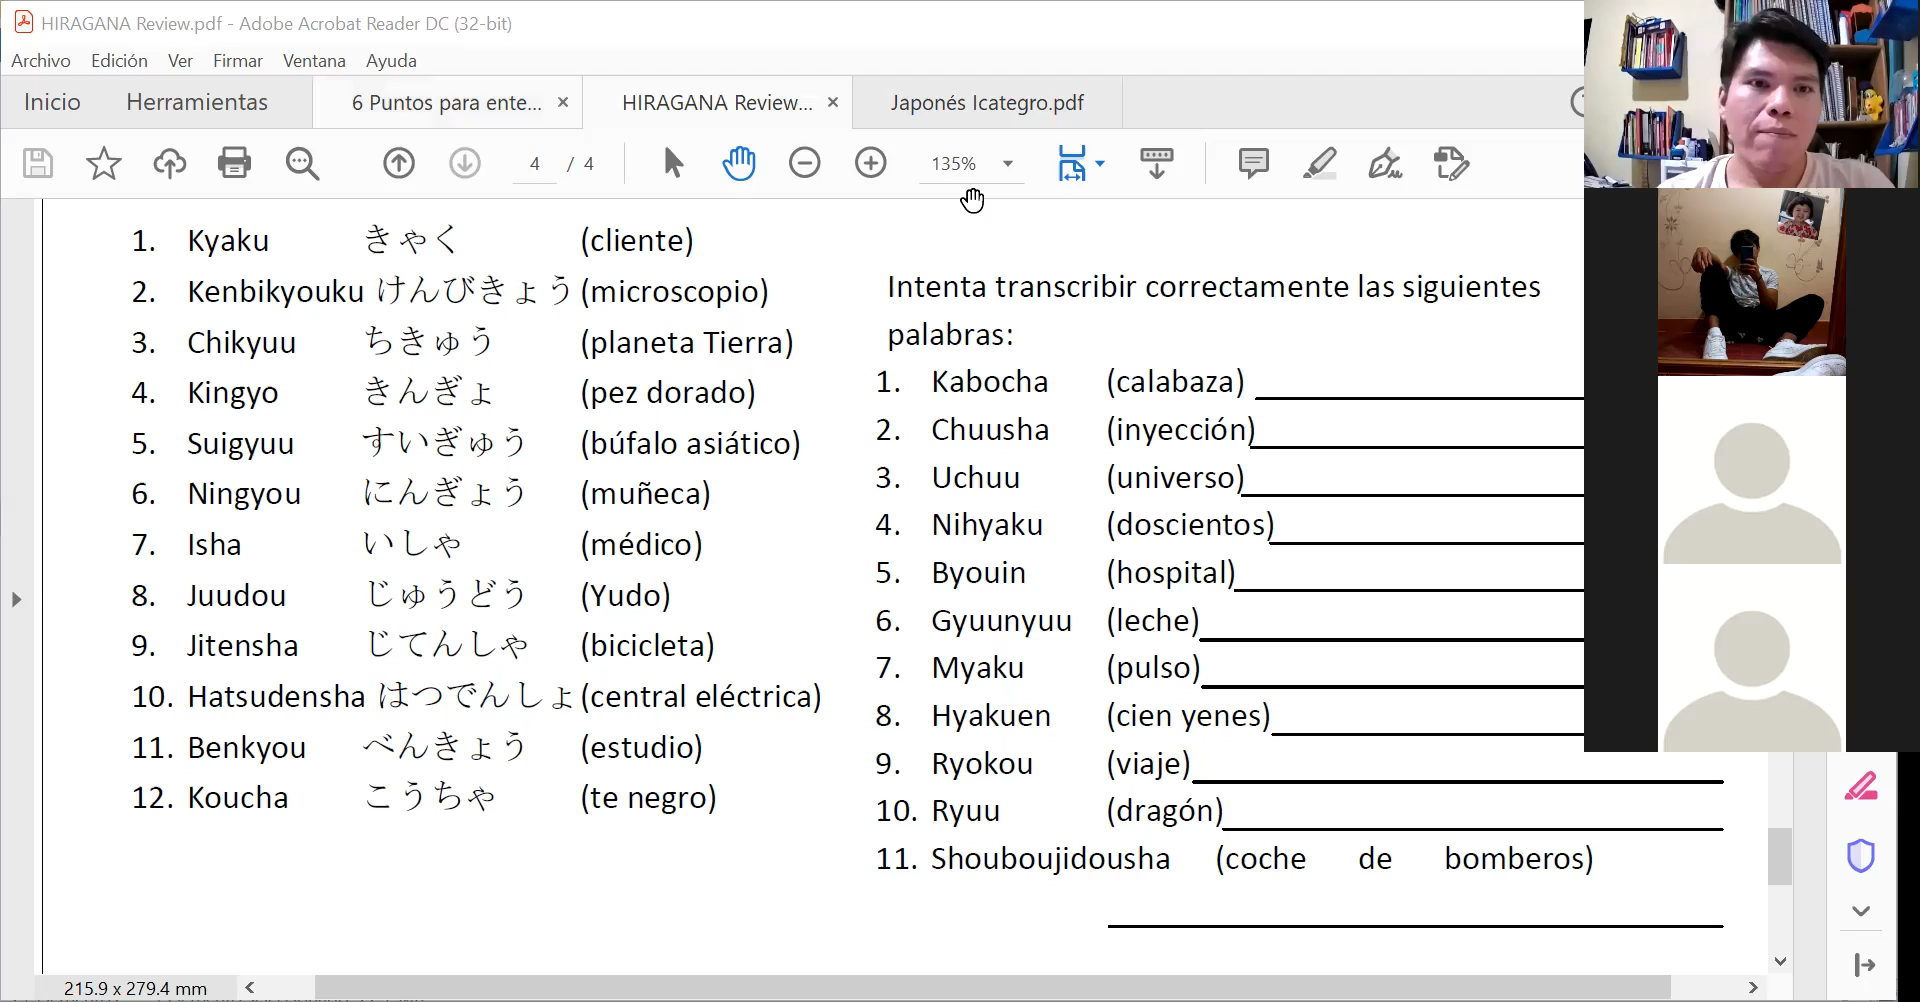 HIRAGANA Review.pdf - Adobe Acrobat Reader DC (32-bit)
Archivo Edición Ver Firmar Ventana Ayuda
Inicio Herramientas 6 Puntos para ente... × HIRAGANA Review... × Japonés Icategro.pdf
4 / 4 135%
1. Kyaku きゃく (cliente)
2. Kenbikyouku けんびきょう (microscopio)
3. Chikyuu ちきゅう (planeta Tierra)
4. Kingyo きんぎょ (pez dorado)
5. Suigyuu すいぎゅう (búfalo asiático)
6. Ningyou にんぎょう (muñeca)
7. Isha いしゃ (médico)
8. Juudou じゅうどう (Yudo)
9. Jitensha じてんしゃ (bicicleta)
10. Hatsudensha はつでんしょ (central eléctrica)
11. Benkyou べんきょう (estudio)
12. Koucha こうちゃ (te negro)
Intenta transcribir correctamente las siguientes
palabras:
1. Kabocha (calabaza)
2. Chuusha (inyección)
3. Uchuu (universo)
4. Nihyaku (doscientos)
5. Byouin (hospital)
6. Gyuunyuu (leche)
7. Myaku (pulso)
8. Hyakuen (cien yenes)
9. Ryokou (viaje)
10. Ryuu (dragón)
11. Shouboujidousha (coche de bomberos)
215.9 x 279.4 mm